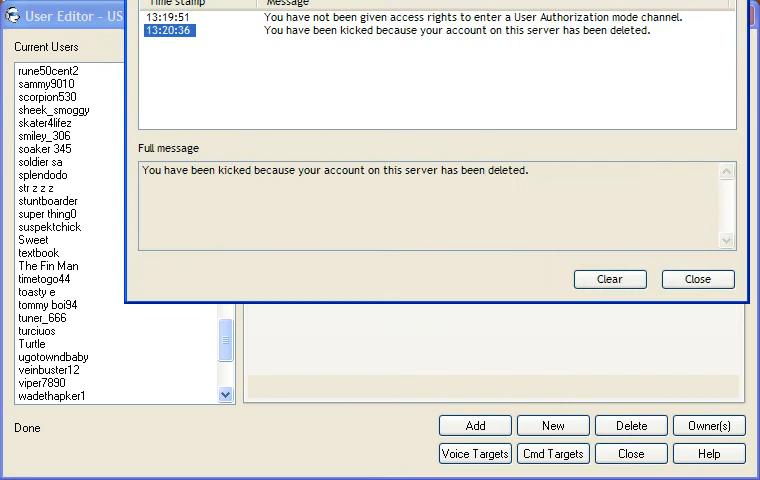 User Editor - US
Time stamp Message
13:19:51 You have not been given access rights to enter a User Authorization mode channel.
13:20:36 You have been kicked because your account on this server has been deleted.
Current Users
rune50cent2
sammy9010
scorpion530
sheek_smoggy
skater4lifez
smiley_306
soaker 345
soldier sa
splendodo
str z z z
stuntboarder
super thing0
suspektchick
Sweet
textbook
The Fin Man
timetogo44
toasty e
tommy boi94
tuner_666
turciuos
Turtle
ugotowndbaby
veinbuster12
viper7890
wadethapker1
Full message
You have been kicked because your account on this server has been deleted.
Clear Close
Done
Add New Delete Owner(s)
Voice Targets Cmd Targets Close Help